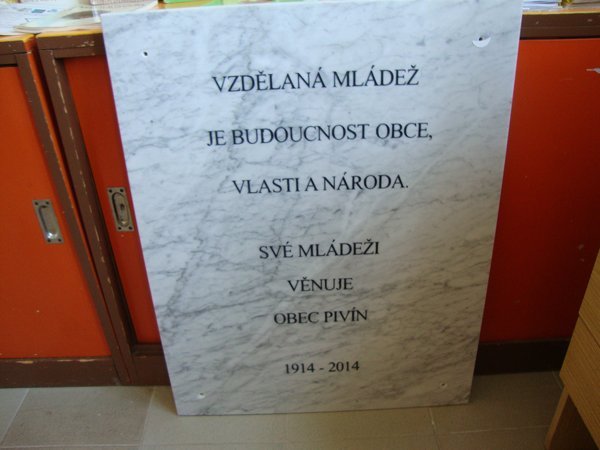 VZDĚLANÁ MLÁDEŽ
JE BUDOUCNOST OBCE,
VLASTI A NÁRODA.
SVÉ MLÁDEŽI
VĚNUJE
OBEC PIVÍN
1914 - 2014